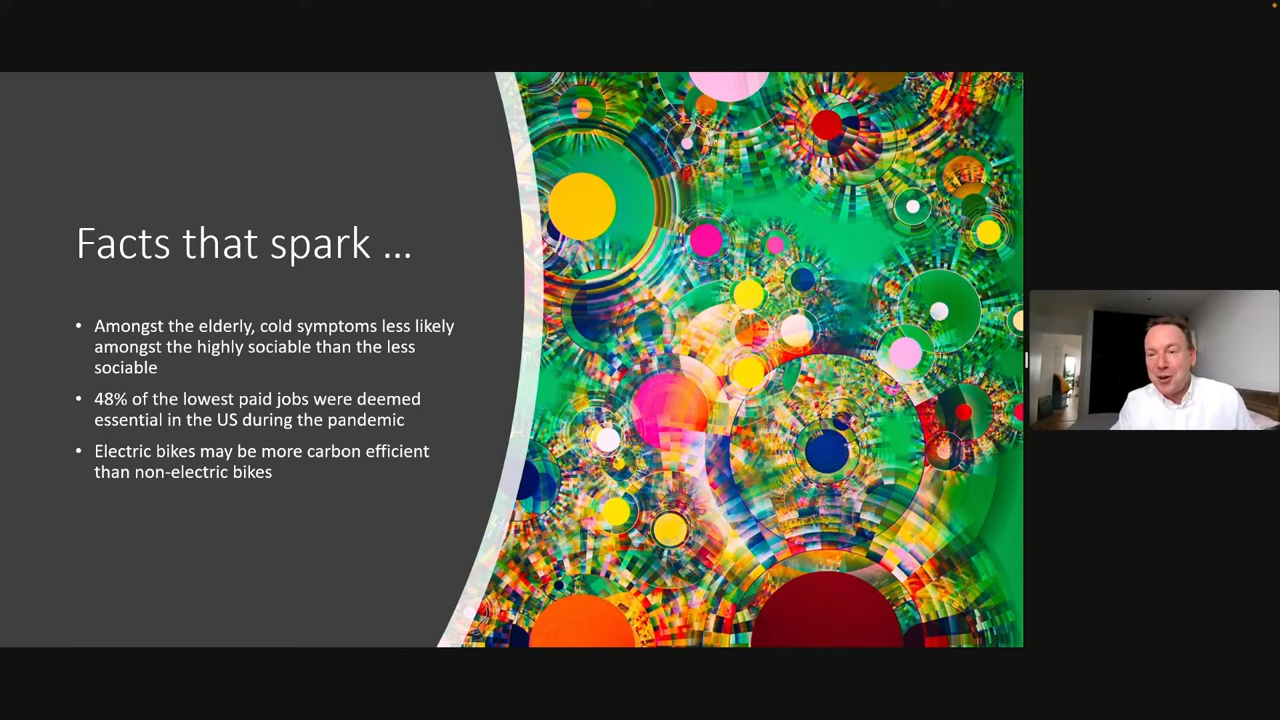 Facts that spark ...
• Amongst the elderly, cold symptoms less likely
amongst the highly sociable than the less
sociable
• 48% of the lowest paid jobs were deemed
essential in the US during the pandemic
• Electric bikes may be more carbon efficient
than non-electric bikes